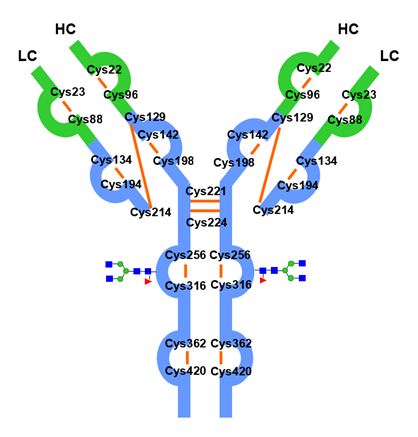 HC HC
LC LC
Cys22 Cys22
Cys23 Cys23
Cys96 Cys96
Cys88 Cys129 Cys129 Cys88
Cys142 Cys142
Cys134 Cys198 Cys198 Cys134
Cys194 Cys221 Cys194
Cys214 Cys214
Cys224
Cys256 Cys256
Cys316 Cys316
Cys362 Cys362
Cys420 Cys420